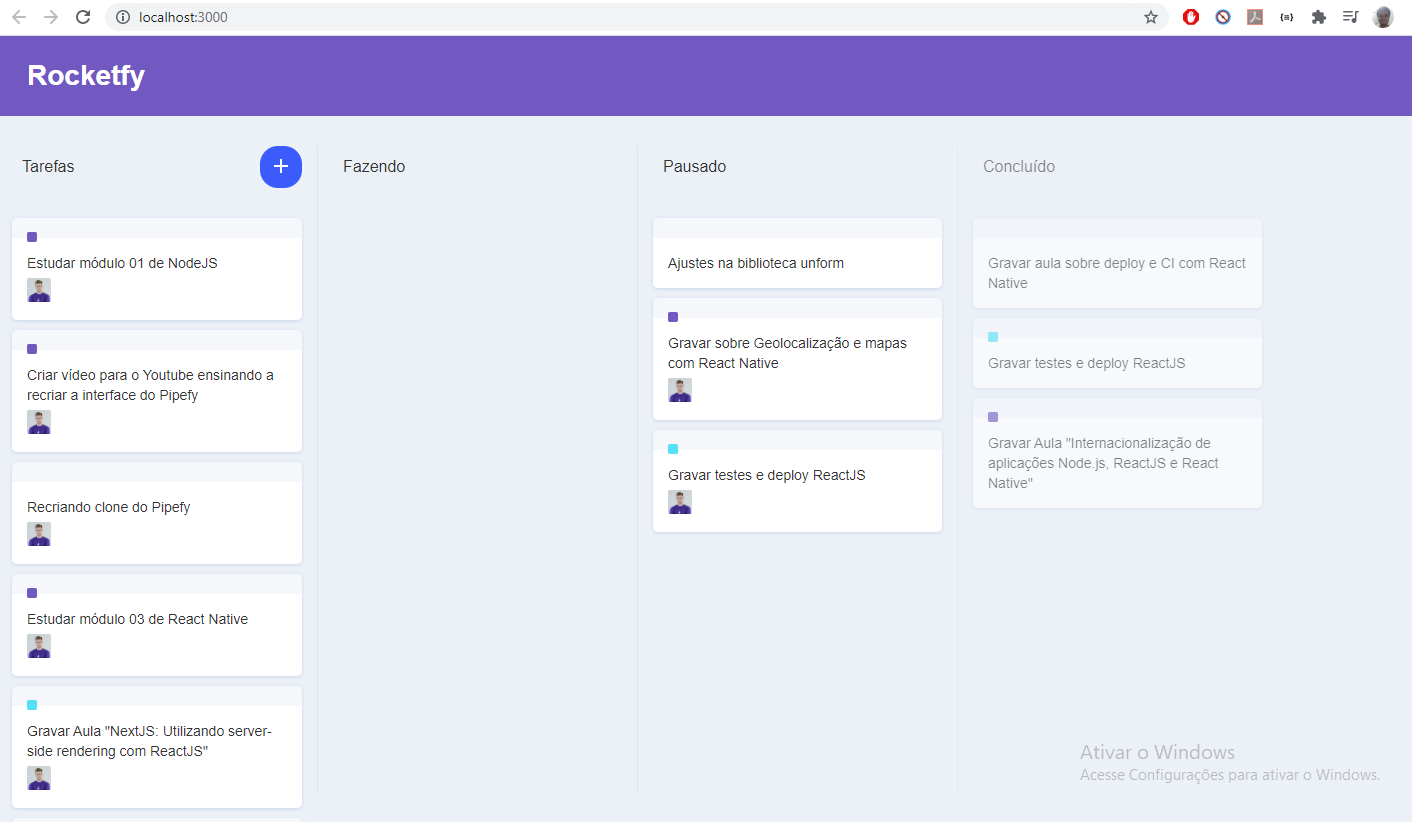 localhost:3000
Rocketfy
Tarefas
Estudar módulo 01 de NodeJS
Criar vídeo para o Youtube ensinando a
recriar a interface do Pipefy
Recriando clone do Pipefy
Estudar módulo 03 de React Native
Gravar Aula "NextJS: Utilizando server-
side rendering com ReactJS"
Fazendo
Pausado
Ajustes na biblioteca unform
Gravar sobre Geolocalização e mapas
com React Native
Gravar testes e deploy ReactJS
Concluído
Gravar aula sobre deploy e CI com React
Native
Gravar testes e deploy ReactJS
Gravar Aula "Internacionalização de
aplicações Node.js, ReactJS e React
Native"
Ativar o Windows
Acesse Configurações para ativar o Windows.